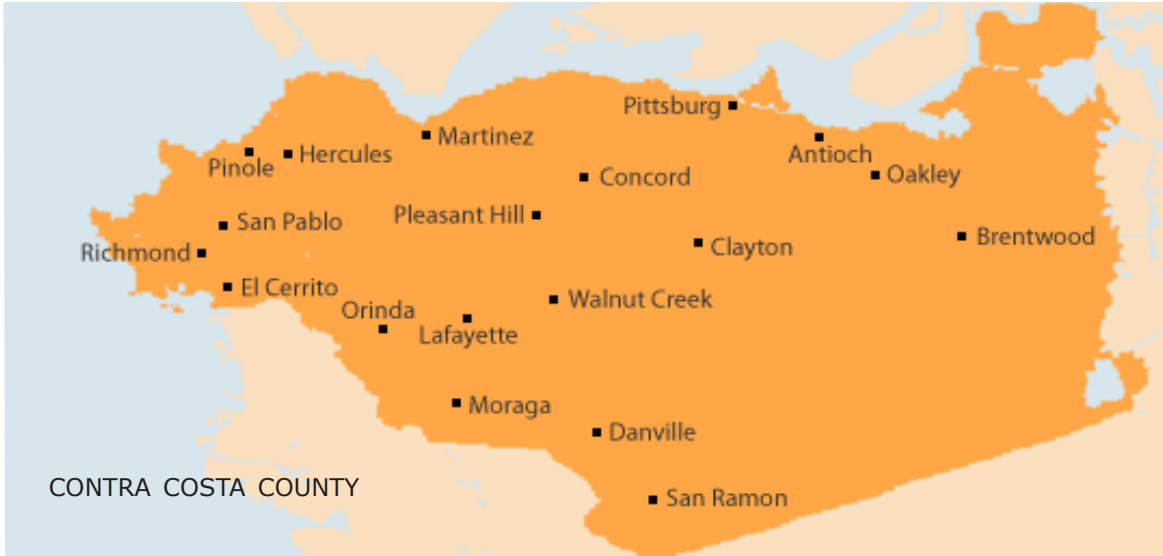 Pittsburg
Martinez
Antioch
Hercules
Pinole
Oakley
Concord
Pleasant Hill
San Pablo
Brentwood
Clayton
Richmond
El Cerrito
Walnut Creek
Orinda
Lafayette
Moraga
Danville
CONTRA COSTA COUNTY
San Ramon